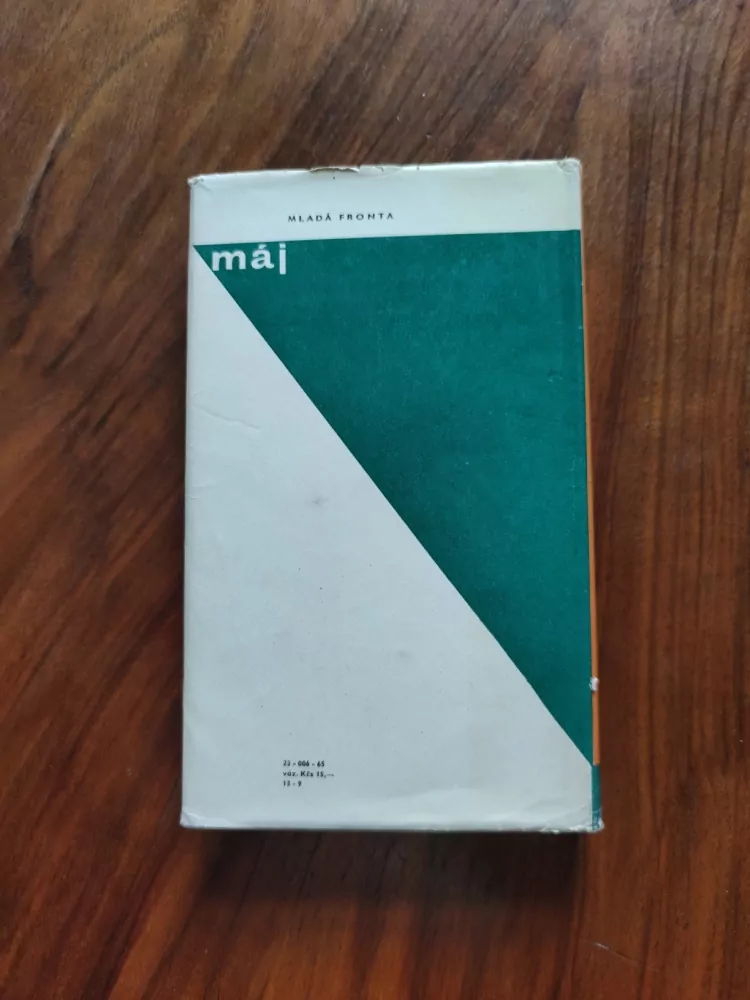 MLADÁ FRONTA
máj
23 - 006 - 65
váz. Kčs 15,—
13 - 9